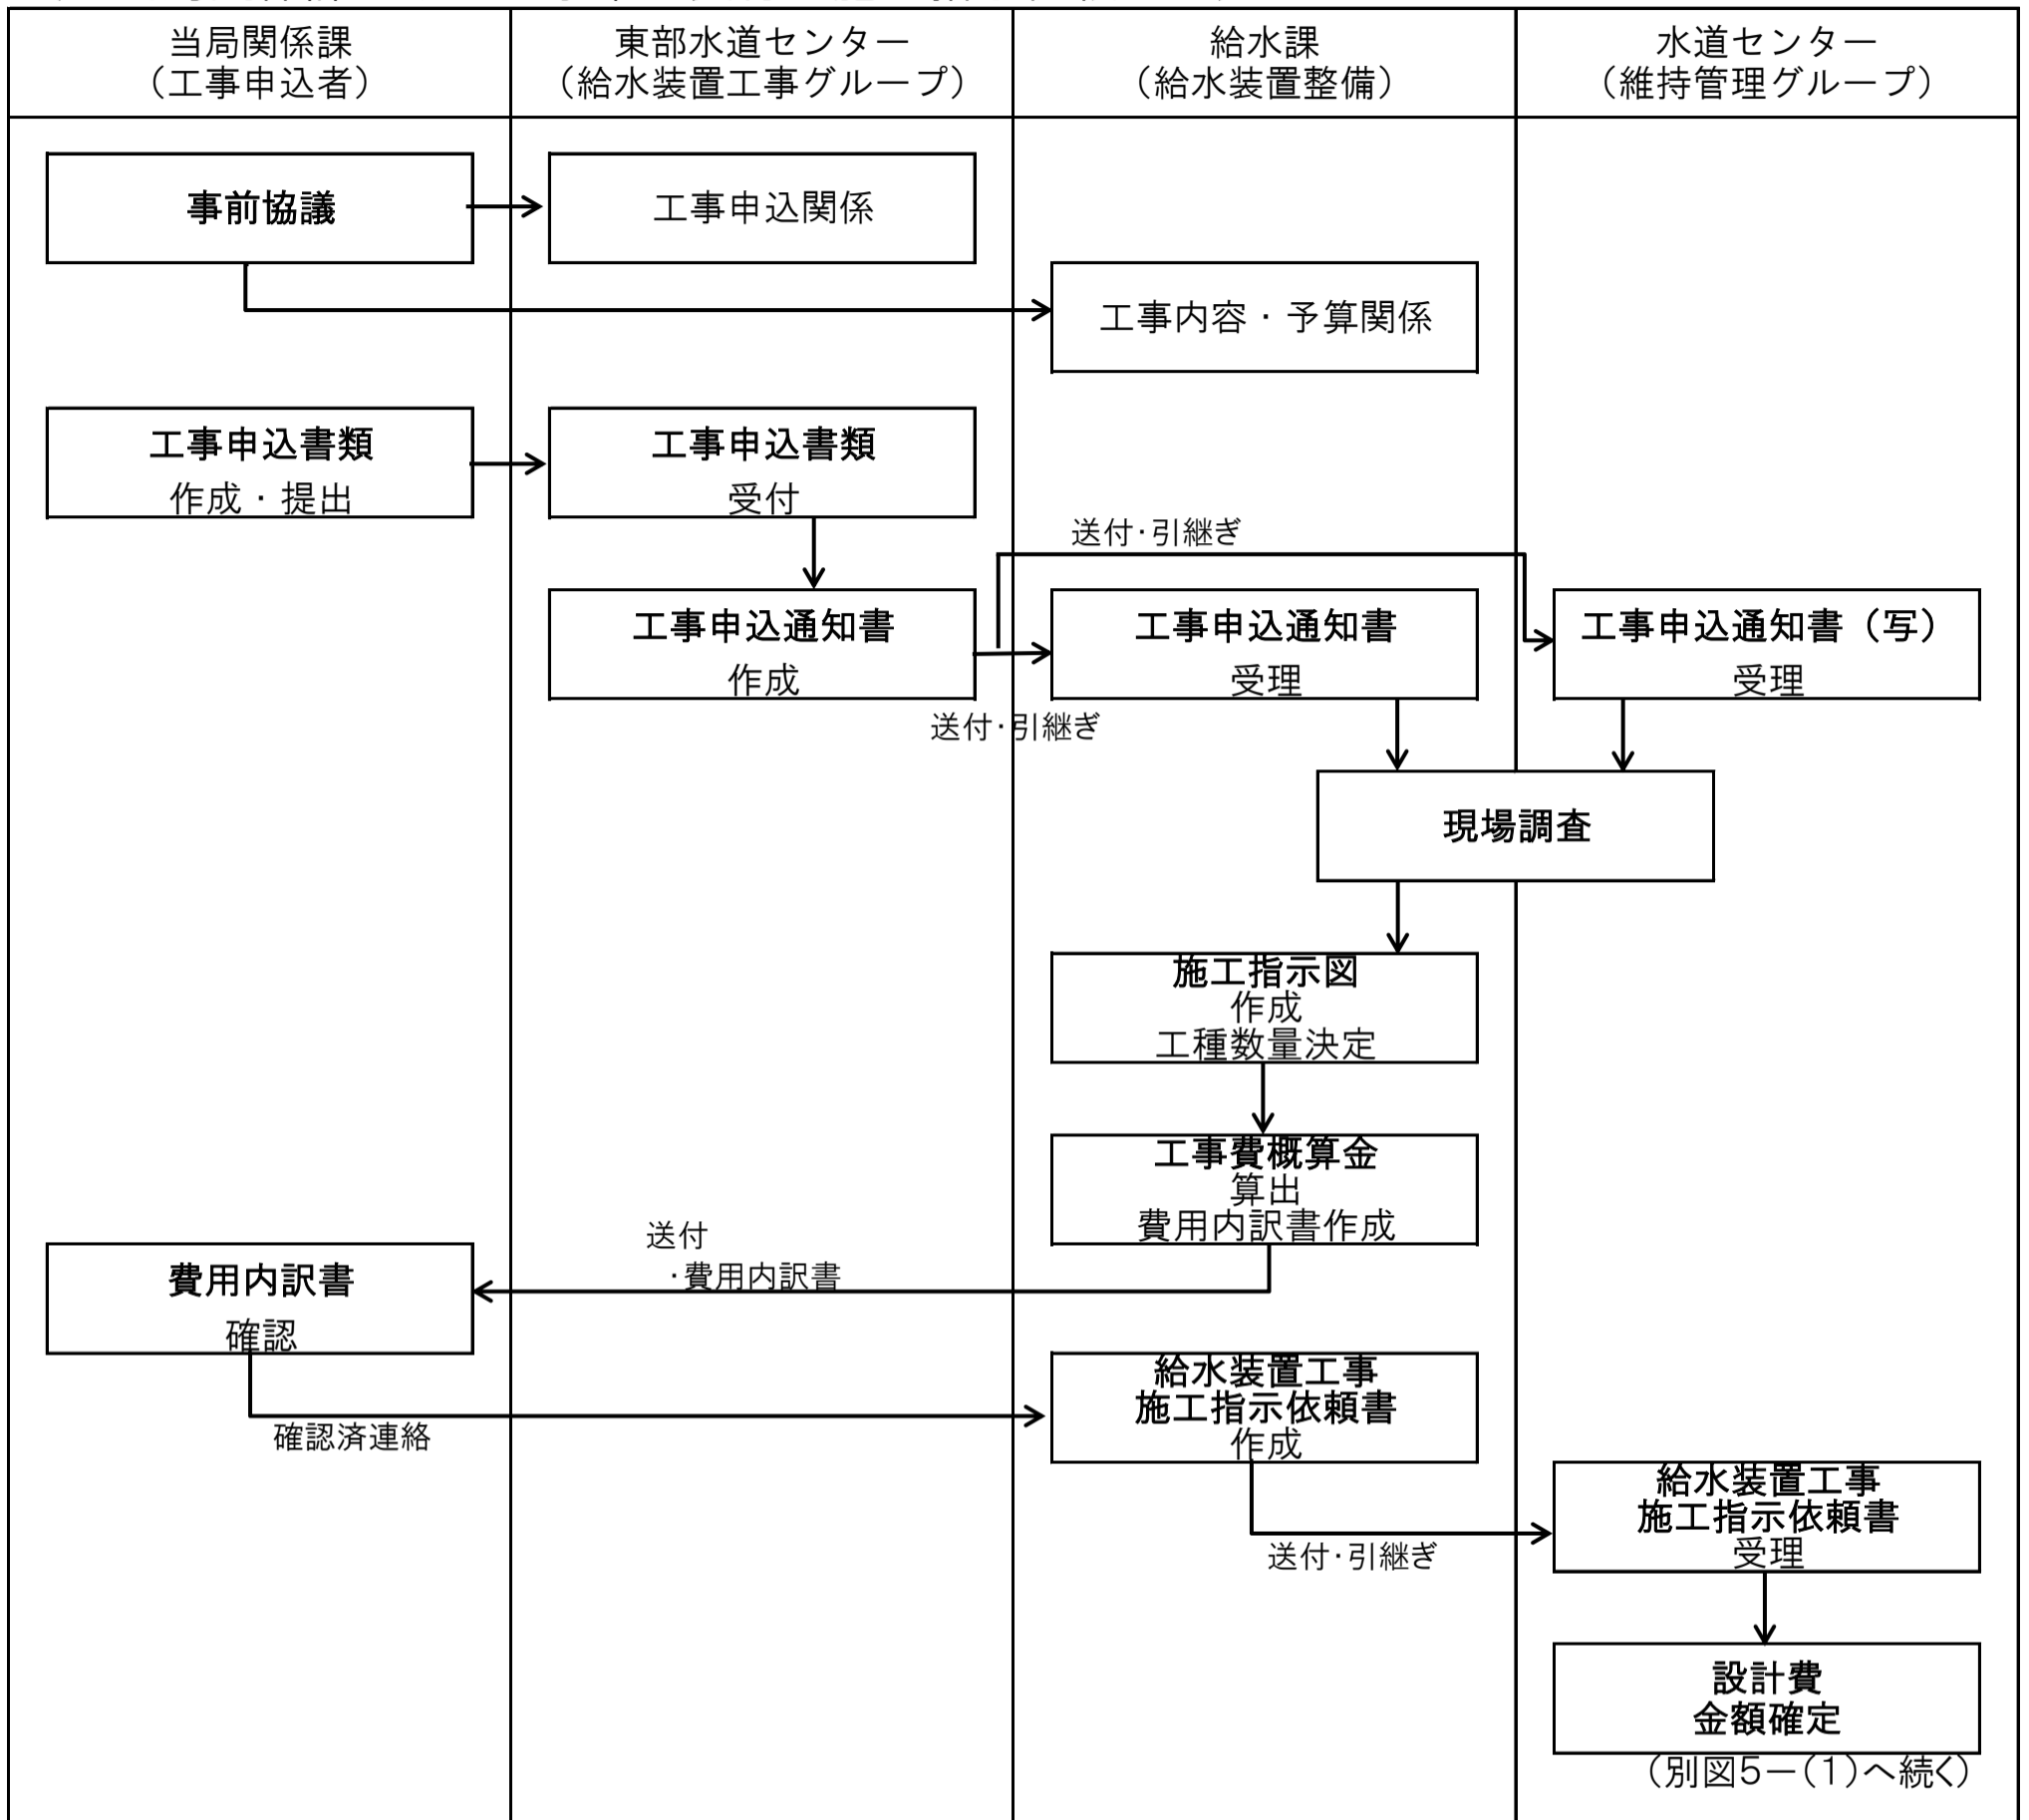 当局関係課
（工事申込者）
東部水道センター
（給水装置工事グループ）
給水課
（給水装置整備）
水道センター
（維持管理グループ）
事前協議
工事申込関係
工事内容・予算関係
工事申込書類
作成・提出
工事申込書類
受付
送付・引継ぎ
工事申込通知書
作成
工事申込通知書
受理
工事申込通知書（写）
受理
送付・引継ぎ
現場調査
施工指示図
作成
工種数量決定
工事費概算金
算出
費用内訳書作成
送付
・費用内訳書
費用内訳書
確認
確認済連絡
給水装置工事
施工指示依頼書
作成
送付・引継ぎ
給水装置工事
施工指示依頼書
受理
設計費
金額確定
（別図５－（１）へ続く）